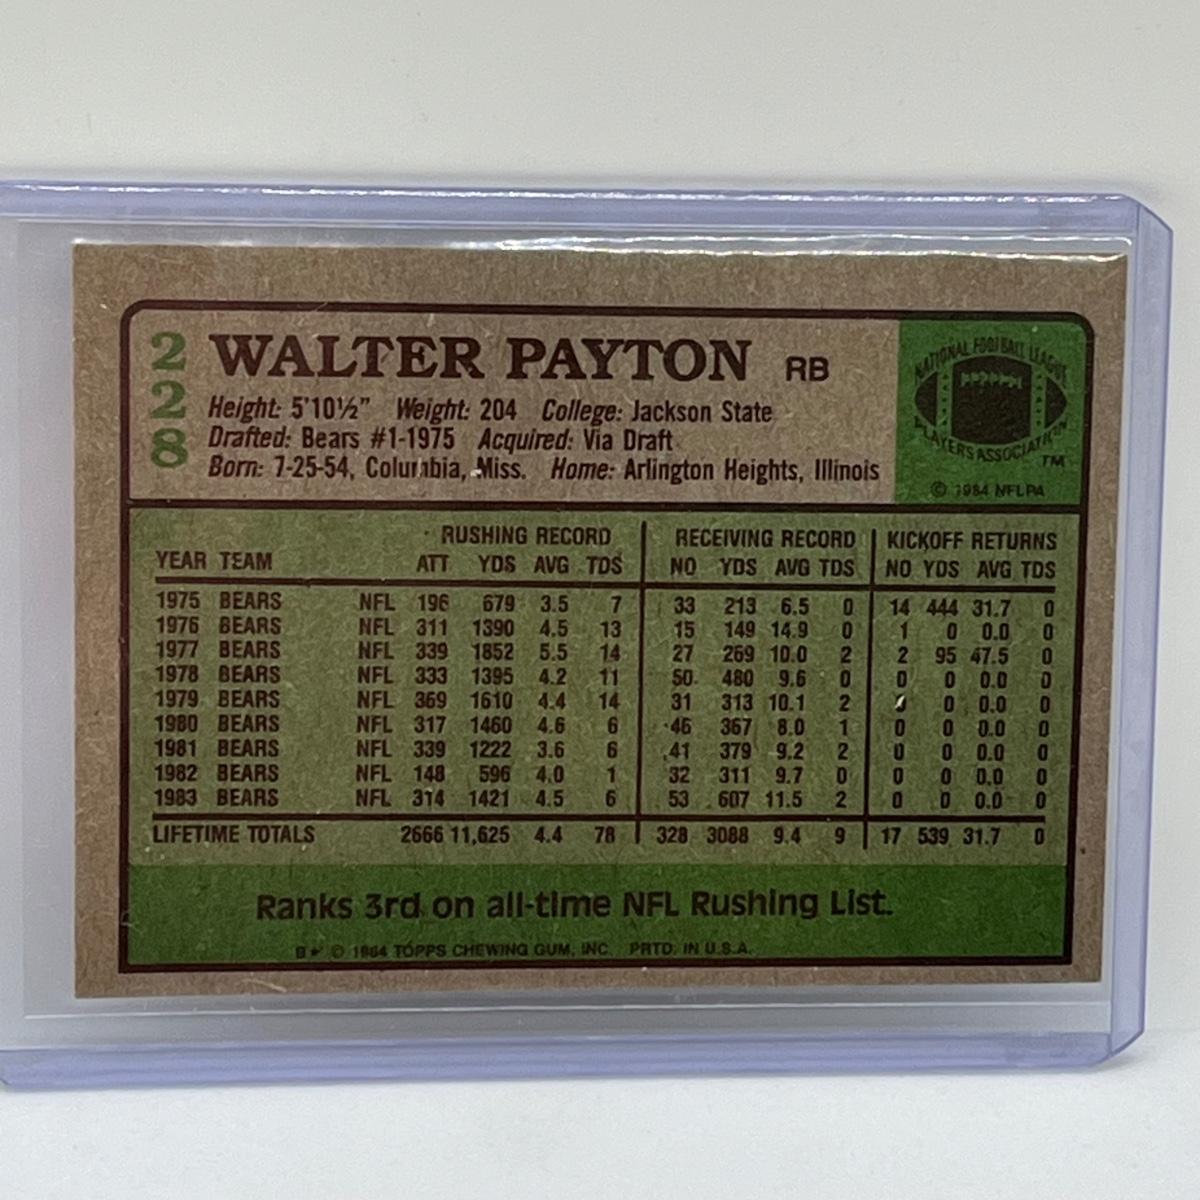 228
WALTER PAYTON RB
Height: 5'10½" Weight: 204 College: Jackson State
Drafted: Bears #1-1975 Acquired: Via Draft
Born: 7-25-54, Columbia, Miss. Home: Arlington Heights, Illinois
NATIONAL FOOTBALL LEAGUE
PLAYERS ASSOCIATION
TM
© 1984 NFLPA
RUSHING RECORD RECEIVING RECORD KICKOFF RETURNS
YEAR TEAM ATT YDS AVG TDS NO YDS AVG TDS NO YDS AVG TDS
1975 BEARS NFL 196 679 3.5 7 33 213 6.5 0 14 444 31.7 0
1976 BEARS NFL 311 1390 4.5 13 15 149 14.9 0 1 0 0.0 0
1977 BEARS NFL 339 1852 5.5 14 27 269 10.0 2 2 95 47.5 0
1978 BEARS NFL 333 1395 4.2 11 50 480 9.6 0 0 0 0.0 0
1979 BEARS NFL 369 1610 4.4 14 31 313 10.1 2 0 0.0 0
1980 BEARS NFL 317 1460 4.6 6 46 367 8.0 1 0 0 0.0 0
1981 BEARS NFL 339 1222 3.6 6 41 379 9.2 2 0 0 0.0 0
1982 BEARS NFL 148 596 4.0 1 32 311 9.7 0 0 0 0.0 0
1983 BEARS NFL 314 1421 4.5 6 53 607 11.5 2 0 0 0.0 0
LIFETIME TOTALS 2666 11,625 4.4 78 328 3088 9.4 9 17 539 31.7 0
Ranks 3rd on all-time NFL Rushing List.
B* © 1984 TOPPS CHEWING GUM, INC. PRTD. IN U.S.A.